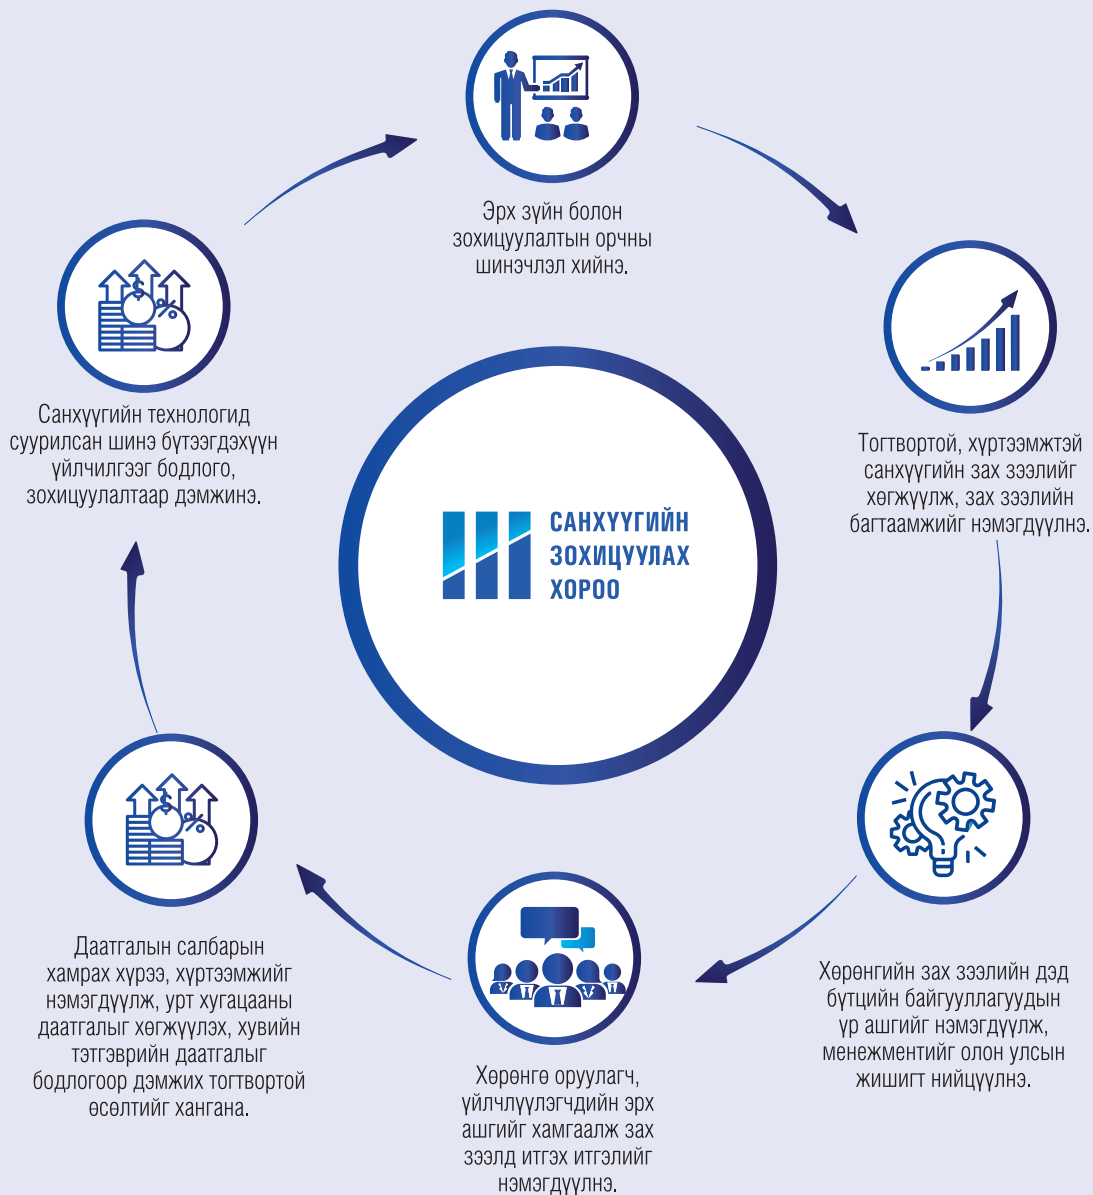 Эрх зүйн болон
зохицуулалтын орчны
шинэчлэл хийнэ.
Тогтвортой, хүртээмжтэй
санхүүгийн зах зээлийг
хөгжүүлж, зах зээлийн
багтаамжийг нэмэгдүүлнэ.
Хөрөнгийн зах зээлийн дэд
бүтцийн байгууллагуудын
үр ашгийг нэмэгдүүлж,
менежментийг олон улсын
жишигт нийцүүлнэ.
Хөрөнгө оруулагч,
үйлчлүүлэгчдийн эрх
ашгийг хамгаалж зах
зээлд итгэх итгэлийг
нэмэгдүүлнэ.
Даатгалын салбарын
хамрах хүрээ, хүртээмжийг
нэмэгдүүлж, урт хугацааны
даатгалыг хөгжүүлэх, хувийн
тэтгэврийн даатгалыг
бодлогоор дэмжих тогтвортой
өсөлтийг хангана.
Санхүүгийн технологид
суурилсан шинэ бүтээгдэхүүн
үйлчилгээг бодлого,
зохицуулалтаар дэмжинэ.
САНХҮҮГИЙН
ЗОХИЦУУЛАХ
ХОРОО
$
%
$
%